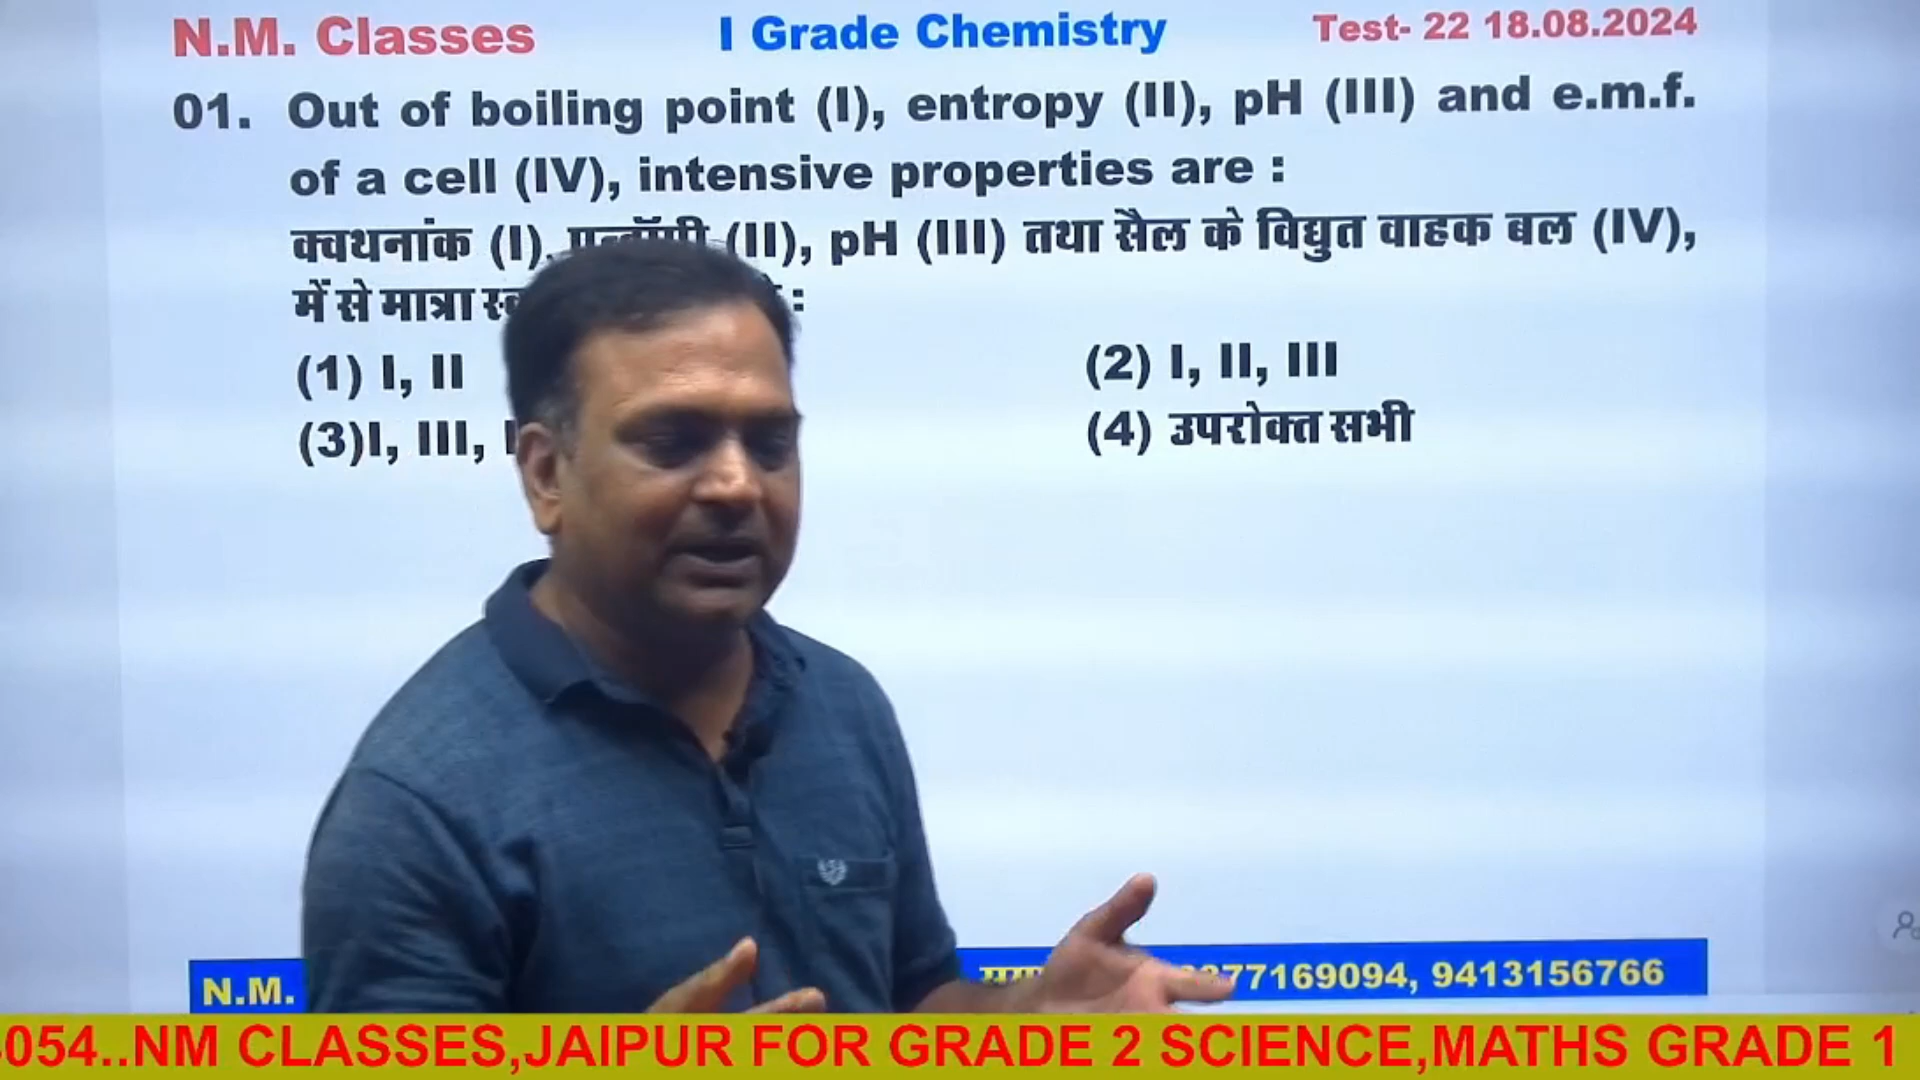 N.M. Classes I Grade Chemistry Test- 22 18.08.2024
01. Out of boiling point (I), entropy (II), pH (III) and e.m.f.
of a cell (IV), intensive properties are :
क्वथनांक (I), (II), pH (III) तथा सैल के विद्युत वाहक बल (IV),
में से मात्रा :
(1) I, II (2) I, II, III
(3)I, III, (4) उपरोक्त सभी
N.M. 77169094, 9413156766
054..NM CLASSES,JAIPUR FOR GRADE 2 SCIENCE,MATHS GRADE 1